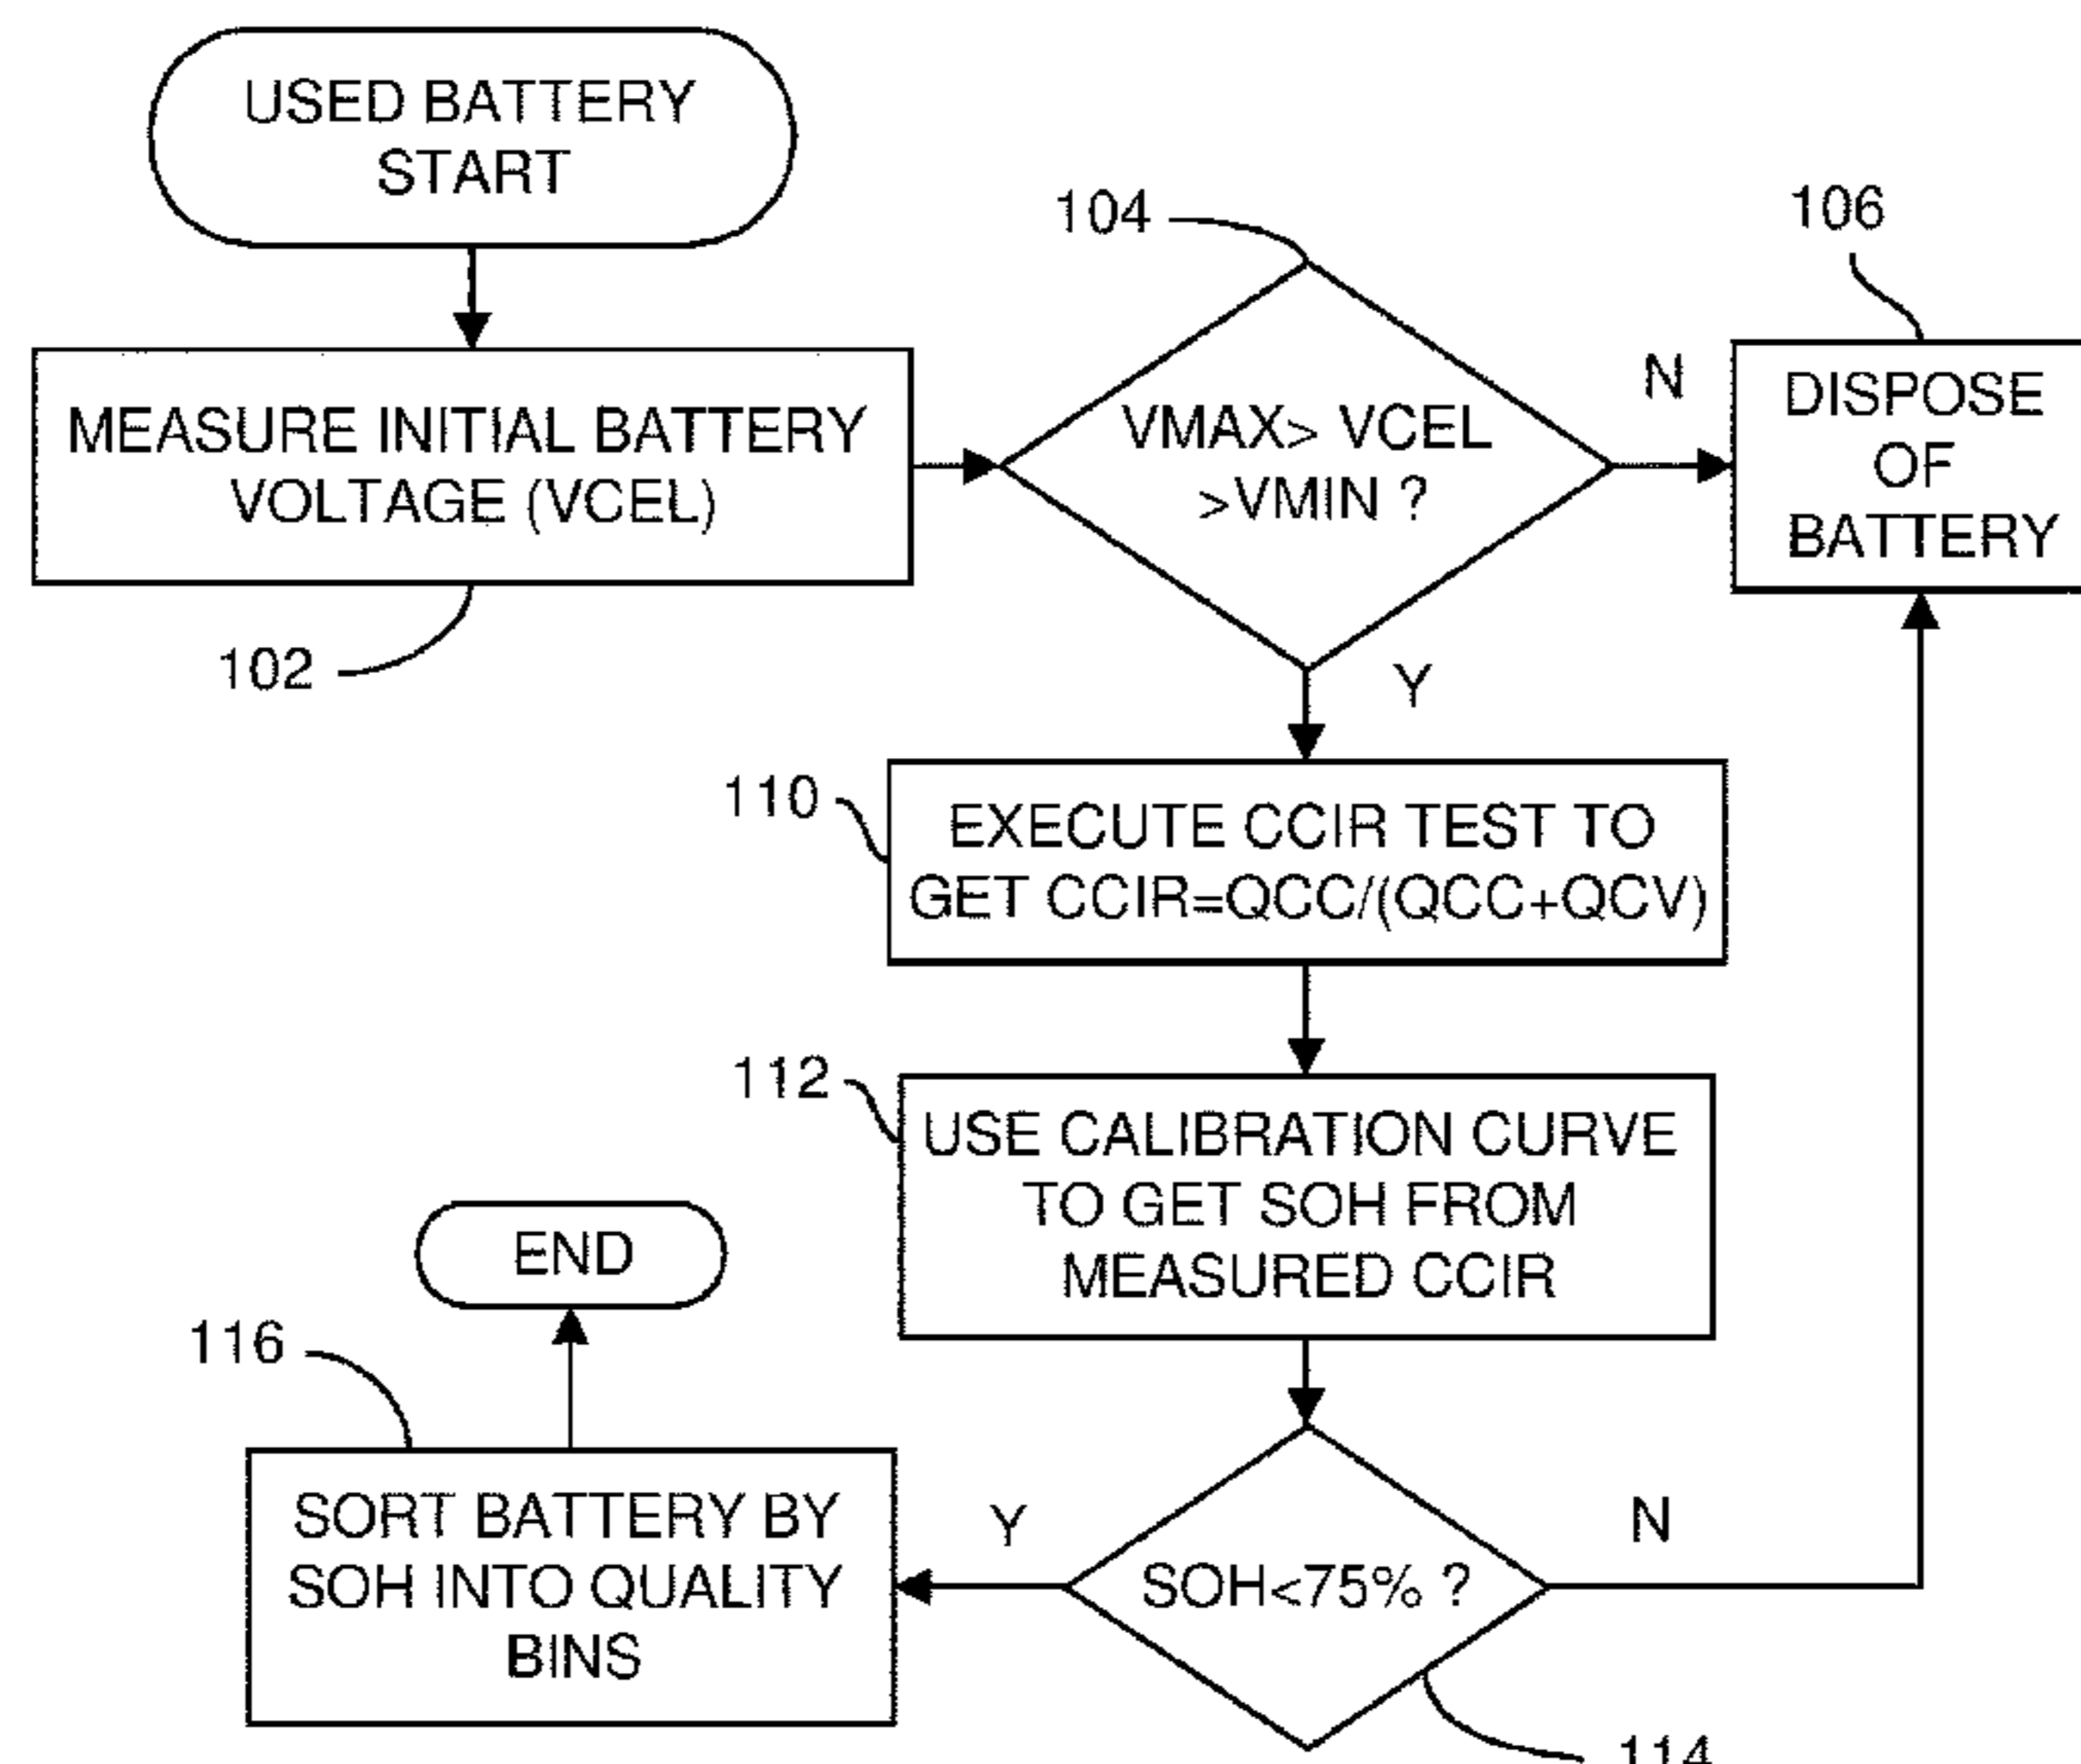 USED BATTERY
START
104
106
MEASURE INITIAL BATTERY
VOLTAGE (VCEL)
102
VMAX> VCEL
>VMIN ?
N
DISPOSE
OF
BATTERY
Y
110
EXECUTE CCIR TEST TO
GET CCIR=QCC/(QCC+QCV)
112
USE CALIBRATION CURVE
TO GET SOH FROM
MEASURED CCIR
END
116
SORT BATTERY BY
SOH INTO QUALITY
BINS
Y
SOH<75% ?
N
114